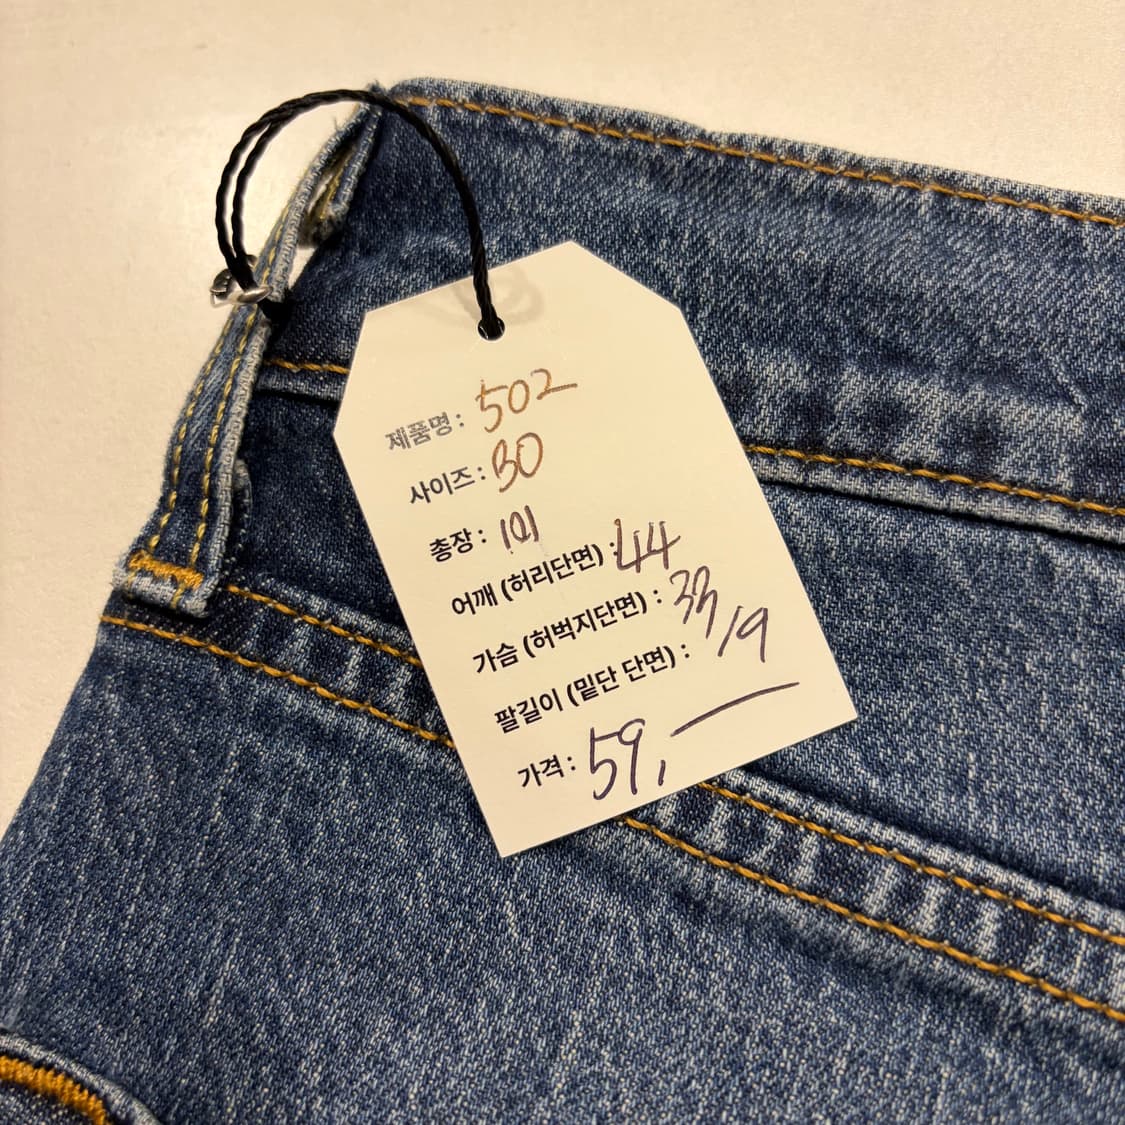 제품명 : 502
사이즈 : 30
총장 : 101
어깨 (허리단면) : 44
가슴 (허벅지단면) : 33
팔길이 (밑단 단면) : 19
가격 : 59,—